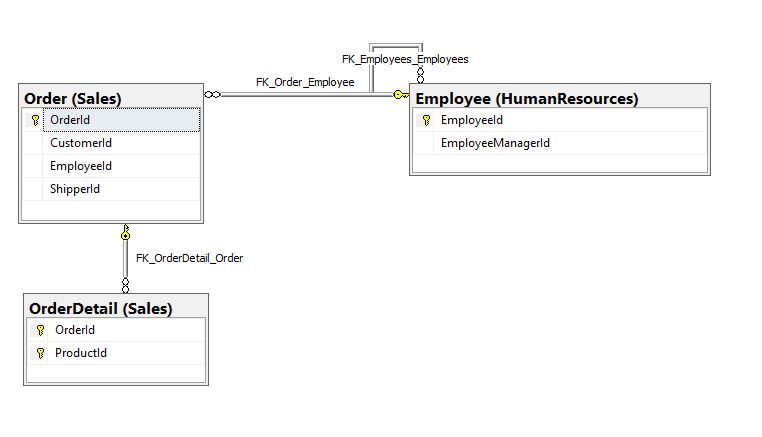 FK_Employees_Employees
FK_Order_Employee
Order (Sales)
OrderId
CustomerId
EmployeeId
ShipperId
Employee (HumanResources)
EmployeeId
EmployeeManagerId
FK_OrderDetail_Order
OrderDetail (Sales)
OrderId
ProductId